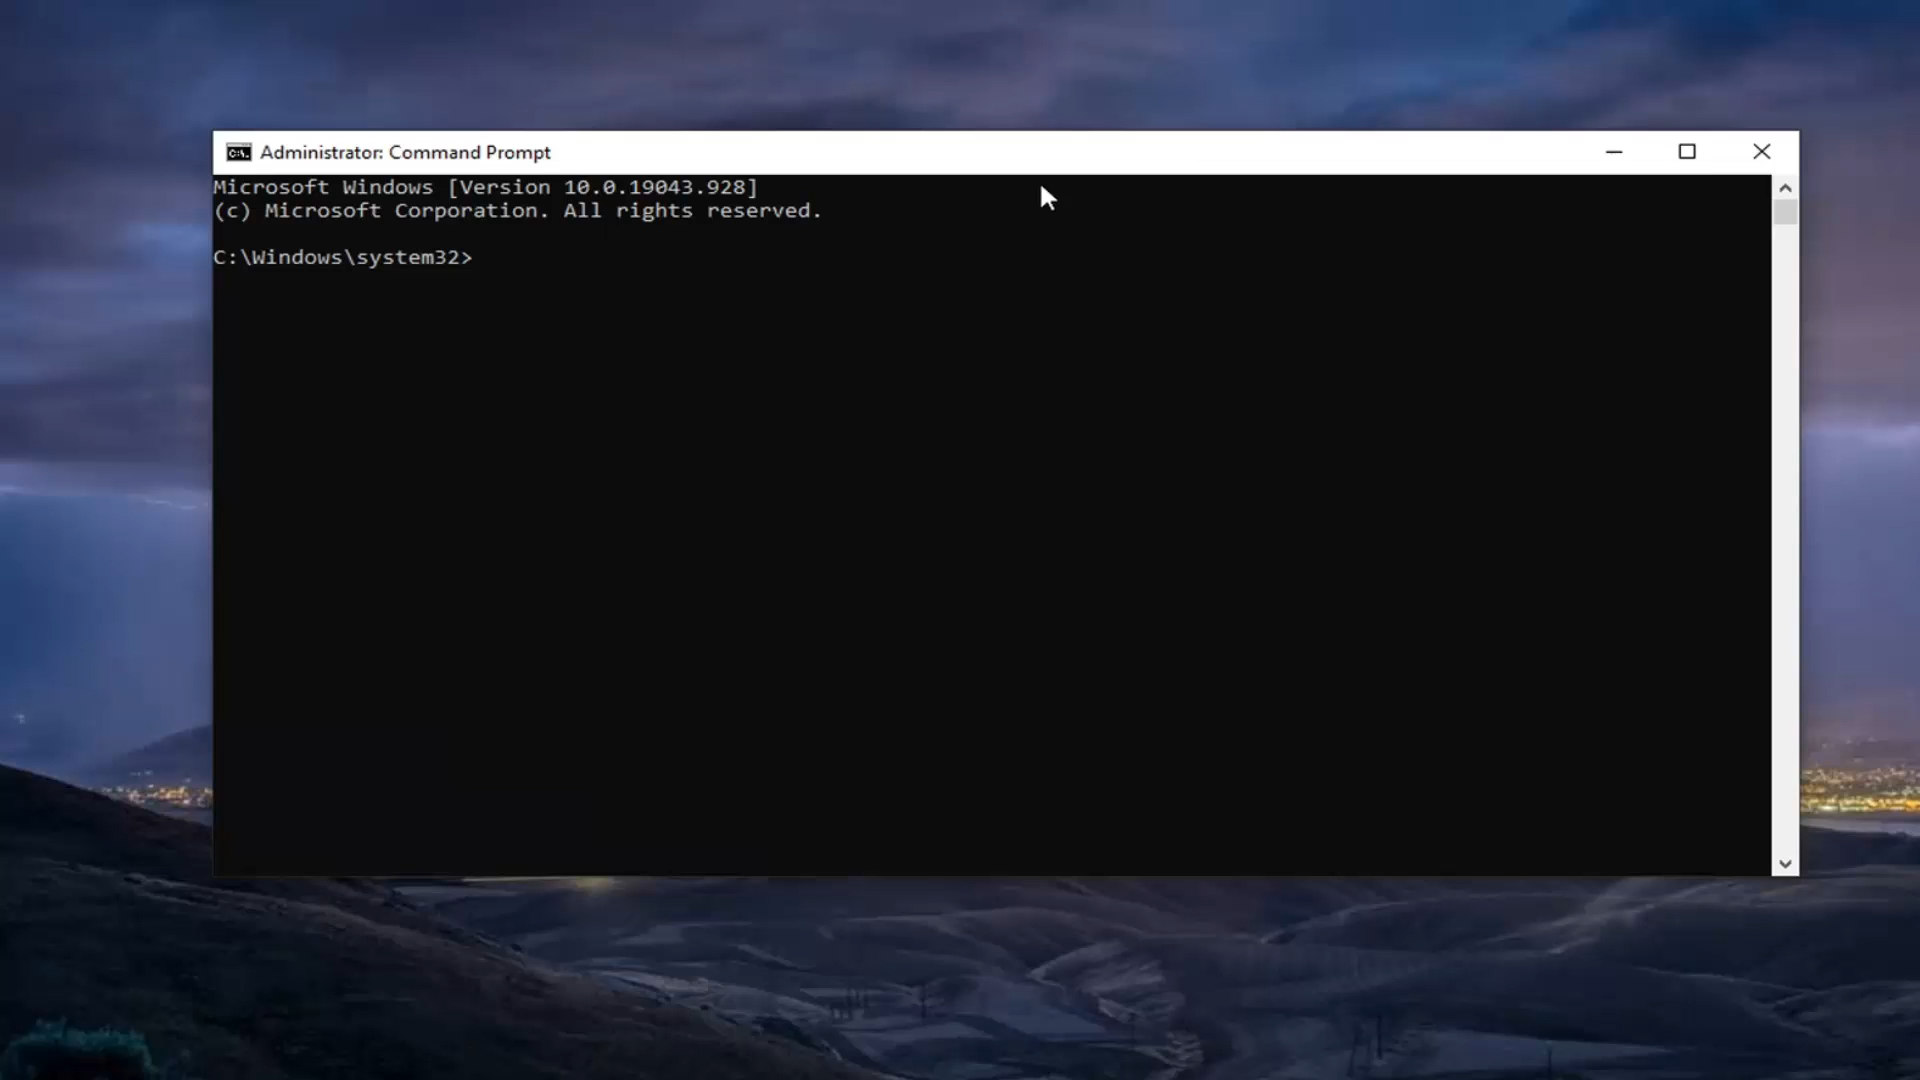 Administrator: Command Prompt
Microsoft Windows [Version 10.0.19043.928]
(c) Microsoft Corporation. All rights reserved.
C:\Windows\system32>